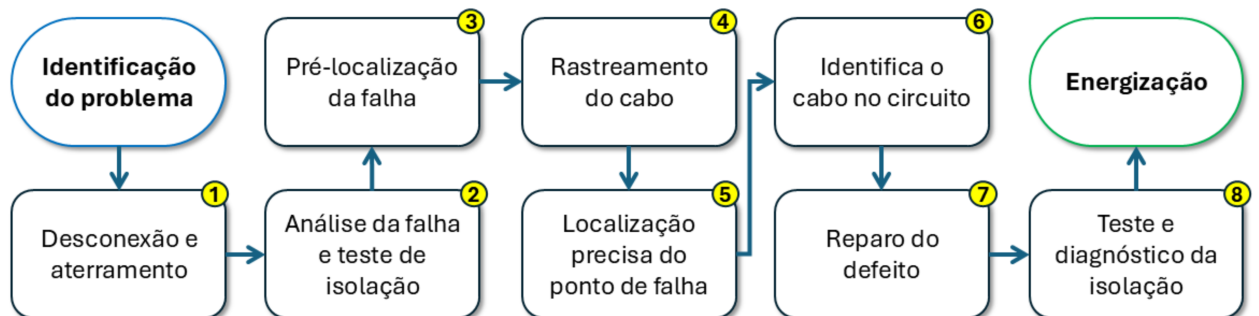 Identificação
do problema
1
Desconexão e
aterramento
2
Análise da falha
e teste de
isolação
3
Pré-localização
da falha
4
Rastreamento
do cabo
5
Localização
precisa do
ponto de falha
6
Identifica o
cabo no circuito
7
Reparo do
defeito
8
Teste e
diagnóstico da
isolação
Energização